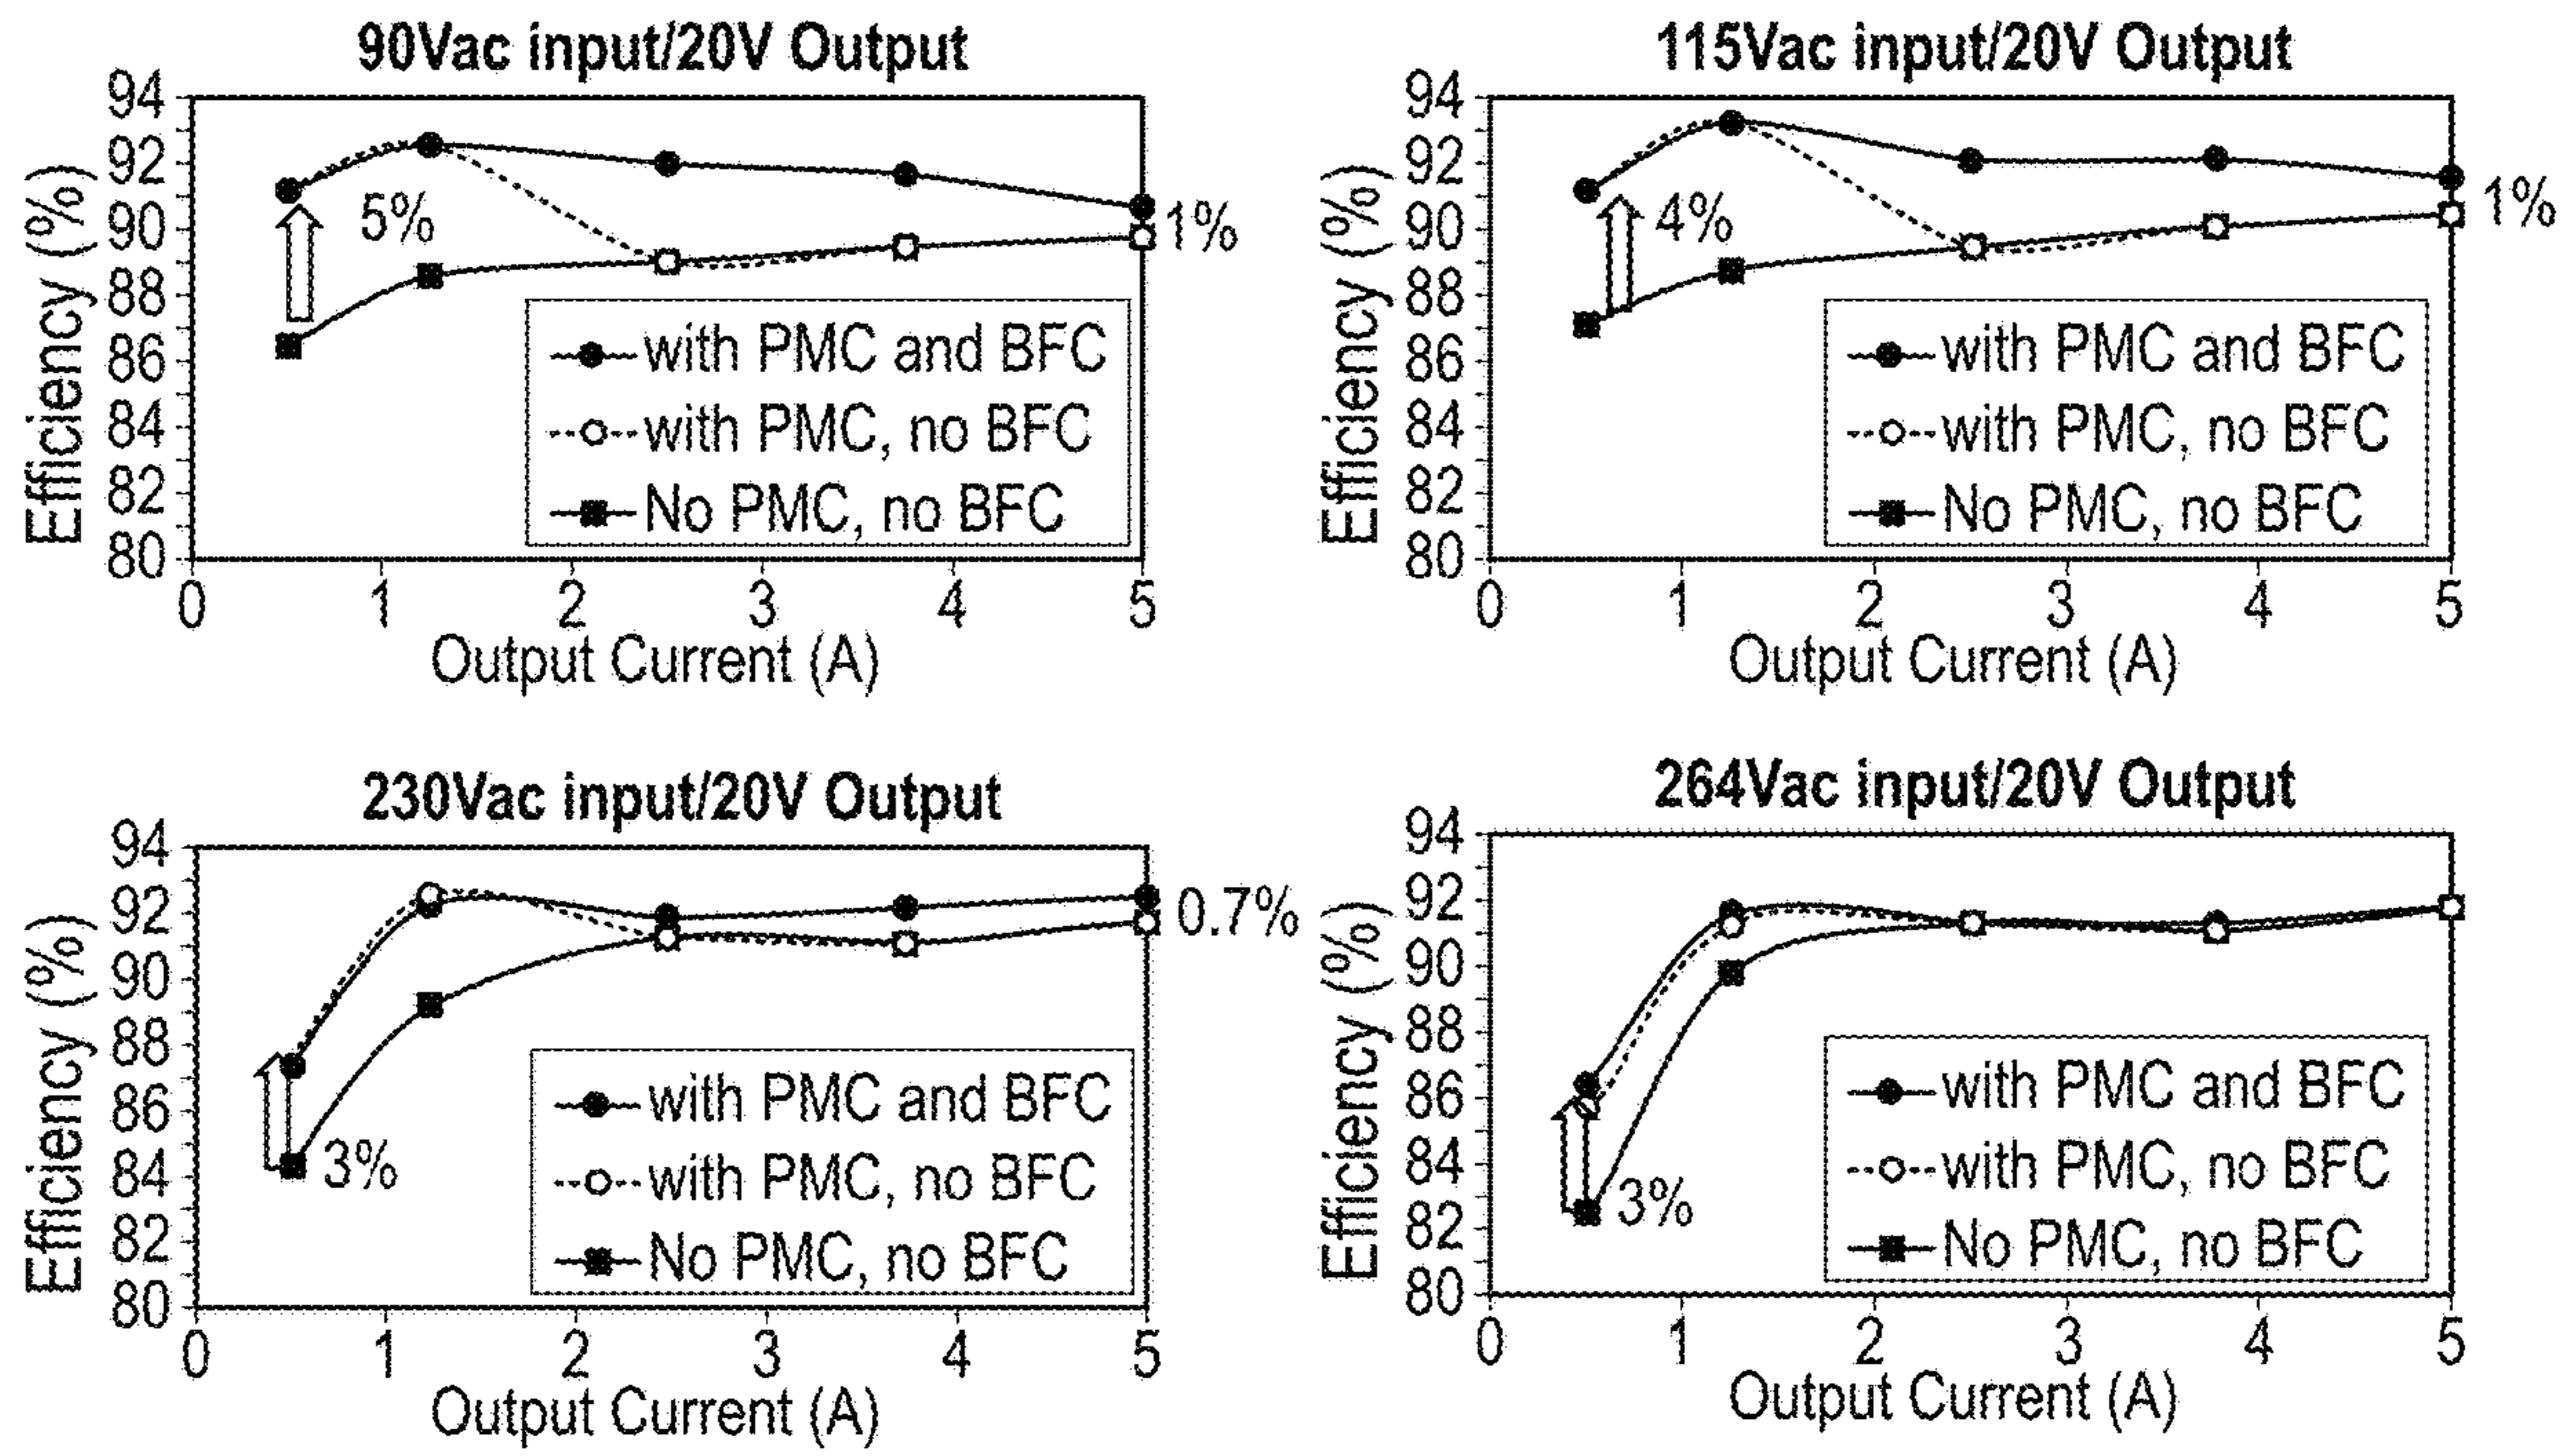 90Vac input/20V Output
Efficiency (%)
94
92
90
88
86
84
82
80
5%
1%
with PMC and BFC
with PMC, no BFC
No PMC, no BFC
0 1 2 3 4 5
Output Current (A)
115Vac input/20V Output
Efficiency (%)
94
92
90
88
86
84
82
80
4%
1%
with PMC and BFC
with PMC, no BFC
No PMC, no BFC
0 1 2 3 4 5
Output Current (A)
230Vac input/20V Output
Efficiency (%)
94
92
90
88
86
84
82
80
0.7%
3%
with PMC and BFC
with PMC, no BFC
No PMC, no BFC
0 1 2 3 4 5
Output Current (A)
264Vac input/20V Output
Efficiency (%)
94
92
90
88
86
84
82
80
3%
with PMC and BFC
with PMC, no BFC
No PMC, no BFC
0 1 2 3 4 5
Output Current (A)